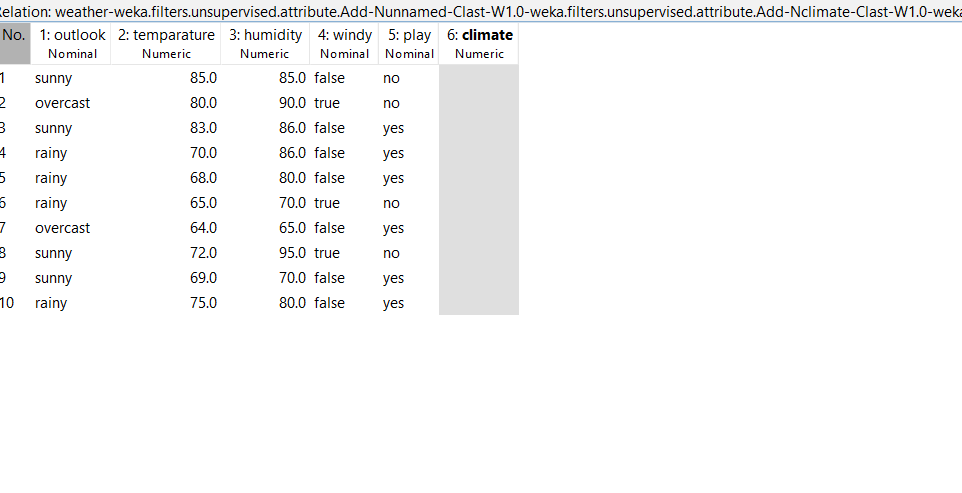 Relation: weather-weka.filters.unsupervised.attribute.Add-Nunnamed-Clast-W1.0-weka.filters.unsupervised.attribute.Add-Nclimate-Clast-W1.0-weka
No. 1: outlook 2: temparature 3: humidity 4: windy 5: play 6: climate
Nominal Numeric Numeric Nominal Nominal Numeric
1 sunny 85.0 85.0 false no
2 overcast 80.0 90.0 true no
3 sunny 83.0 86.0 false yes
4 rainy 70.0 86.0 false yes
5 rainy 68.0 80.0 false yes
6 rainy 65.0 70.0 true no
7 overcast 64.0 65.0 false yes
8 sunny 72.0 95.0 true no
9 sunny 69.0 70.0 false yes
10 rainy 75.0 80.0 false yes